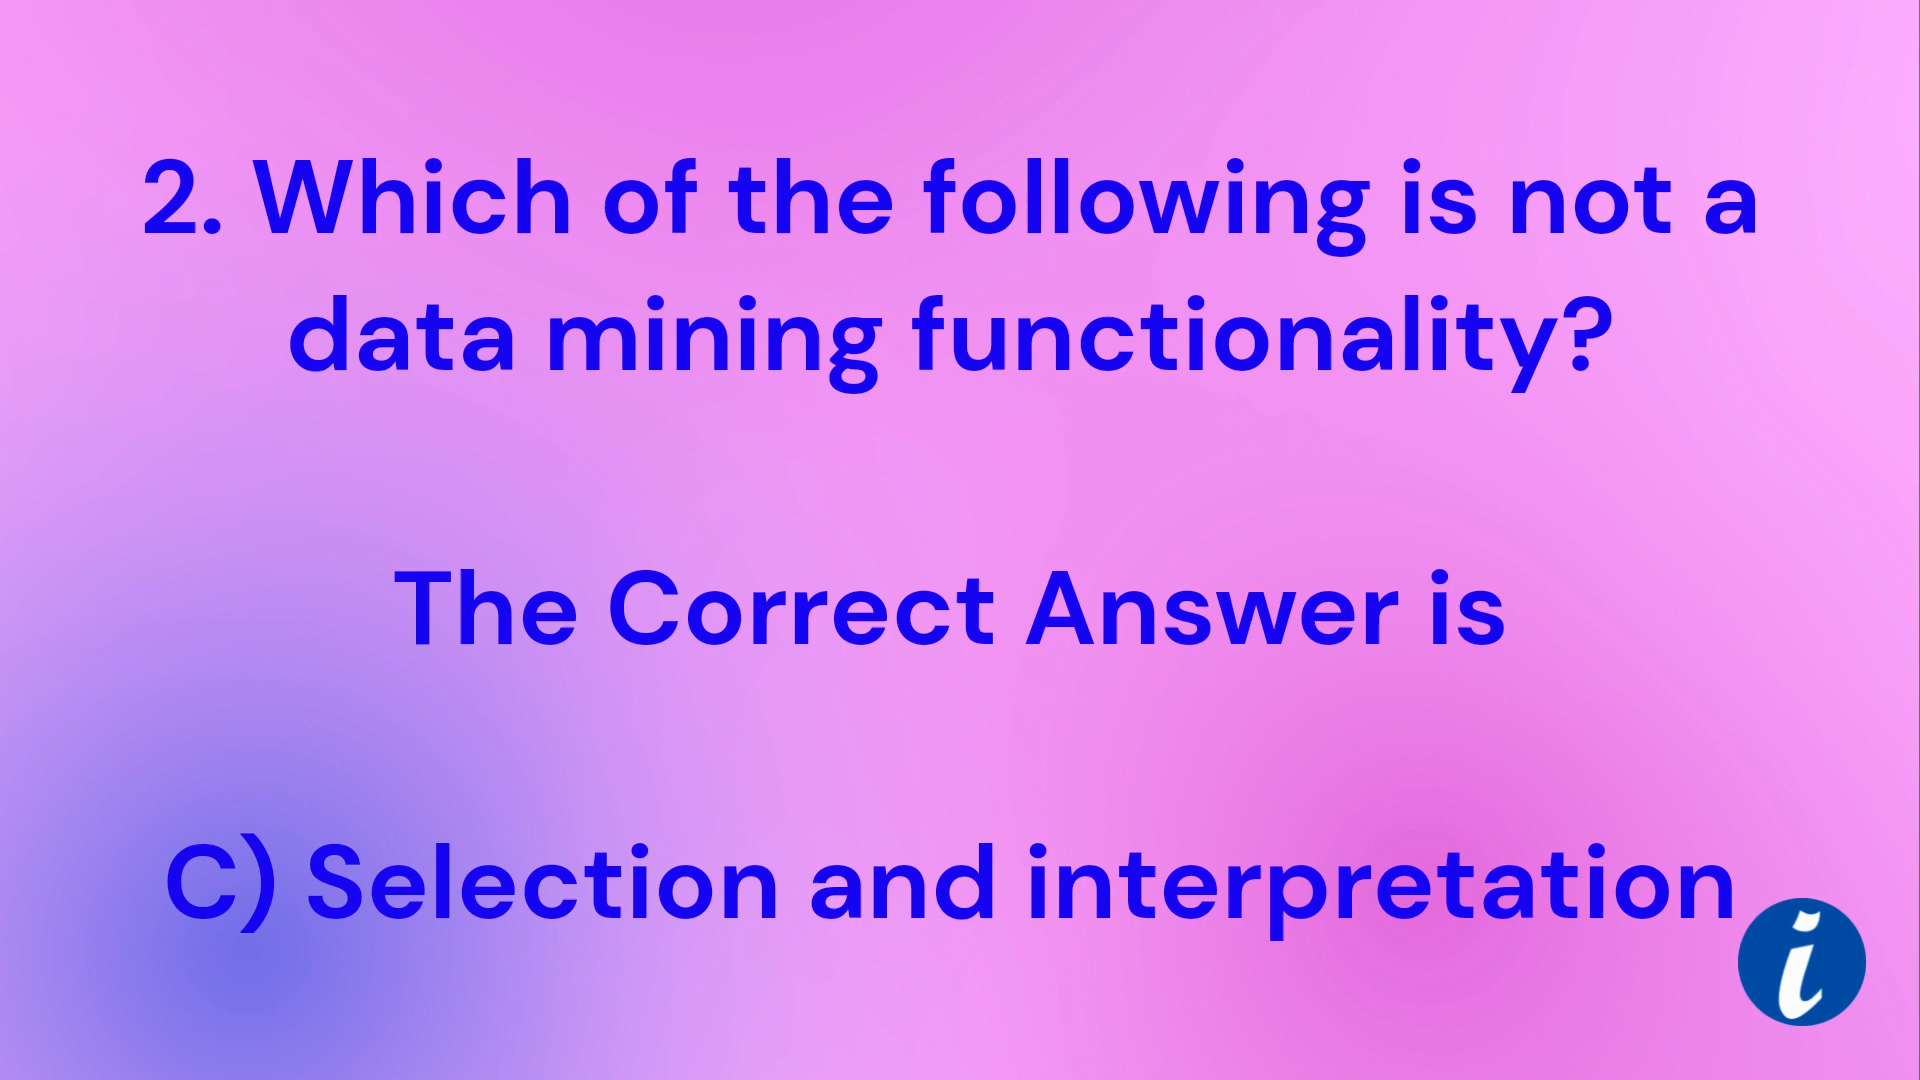 2. Which of the following is not a
data mining functionality?
The Correct Answer is
C) Selection and interpretation
i